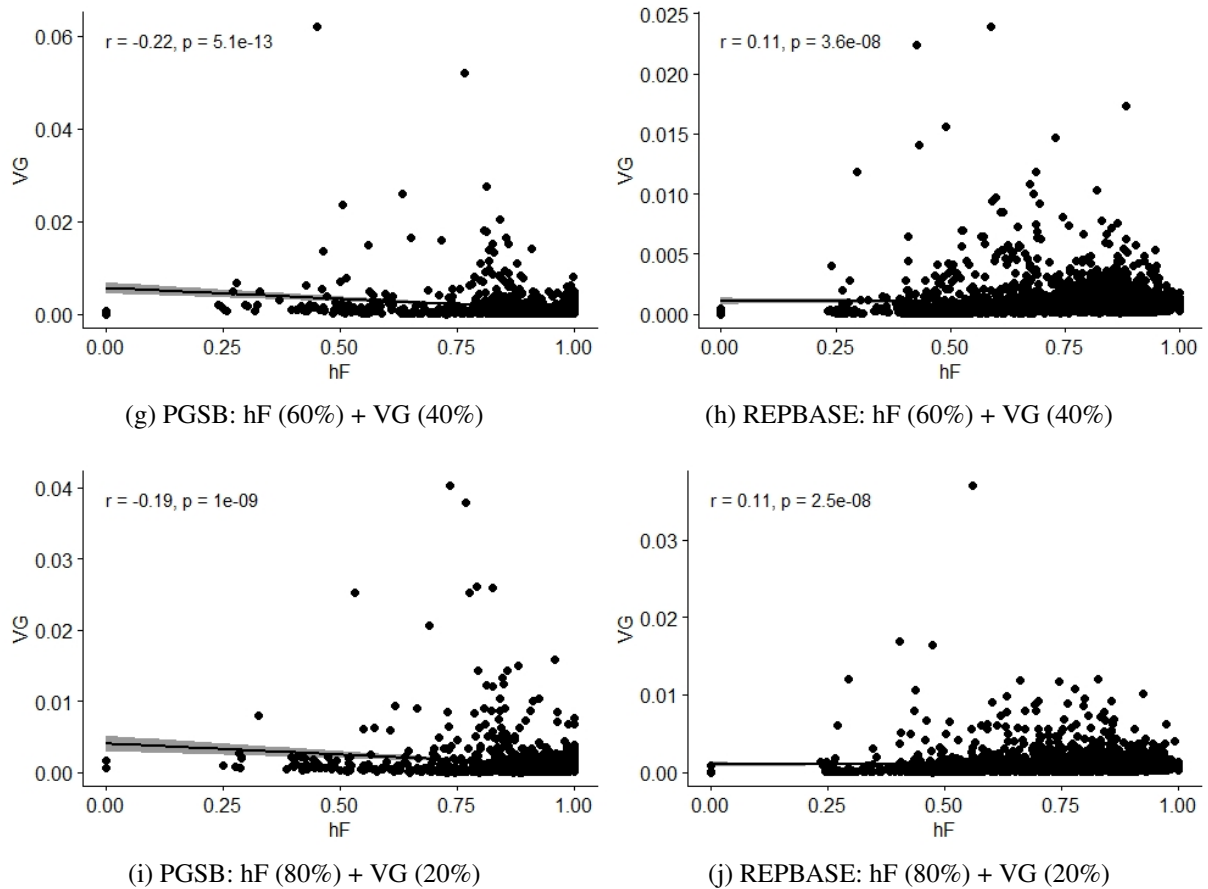 r = -0.22, p = 5.1e-13
0.06
0.04
0.02
0.00
VG
0.00 0.25 0.50 0.75 1.00
hF
(g) PGSB: hF (60%) + VG (40%)
r = 0.11, p = 3.6e-08
0.025
0.020
0.015
0.010
0.005
0.000
VG
0.00 0.25 0.50 0.75 1.00
hF
(h) REPBASE: hF (60%) + VG (40%)
r = -0.19, p = 1e-09
0.04
0.03
0.02
0.01
0.00
VG
0.00 0.25 0.50 0.75 1.00
hF
(i) PGSB: hF (80%) + VG (20%)
r = 0.11, p = 2.5e-08
0.03
0.02
0.01
0.00
VG
0.00 0.25 0.50 0.75 1.00
hF
(j) REPBASE: hF (80%) + VG (20%)